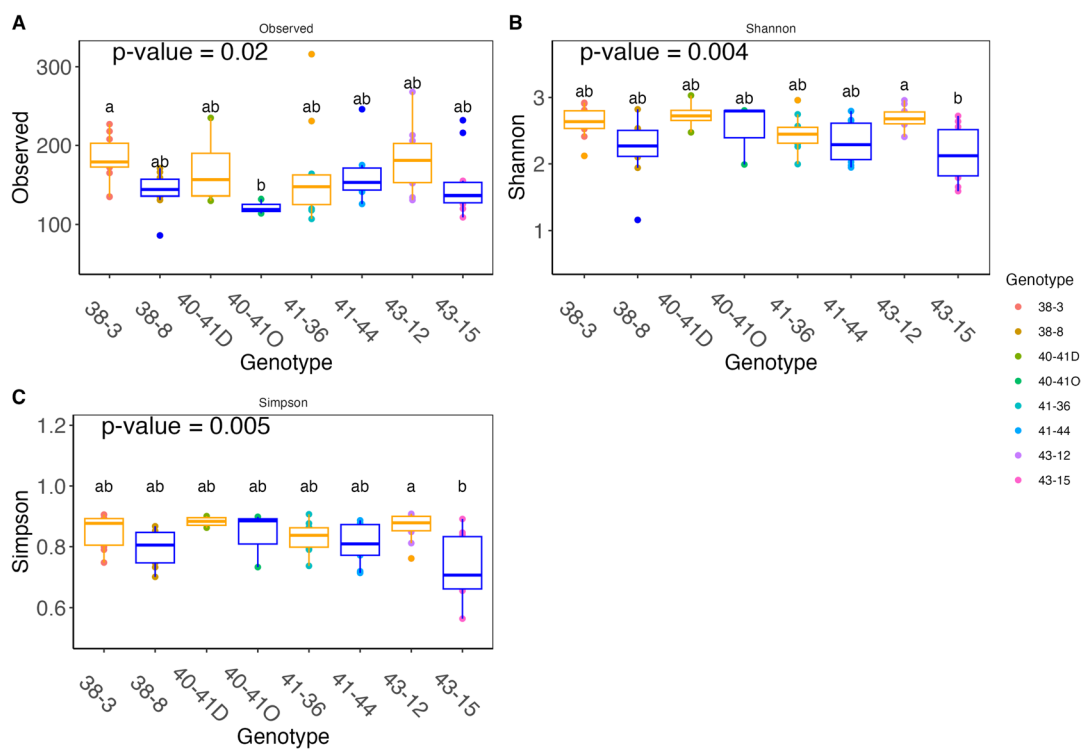 A
Observed
p-value = 0.02
300
200
100
Observed
a
ab
ab
b
ab
ab
ab
ab
38-3
38-8
40-41D
40-41O
41-36
41-44
43-12
43-15
Genotype
B
Shannon
p-value = 0.004
3
2
1
Shannon
ab
ab
ab
ab
ab
ab
a
b
38-3
38-8
40-41D
40-41O
41-36
41-44
43-12
43-15
Genotype
Genotype
38-3
38-8
40-41D
40-41O
41-36
41-44
43-12
43-15
C
Simpson
p-value = 0.005
1.2
1.0
0.8
0.6
Simpson
ab
ab
ab
ab
ab
ab
a
b
38-3
38-8
40-41D
40-41O
41-36
41-44
43-12
43-15
Genotype